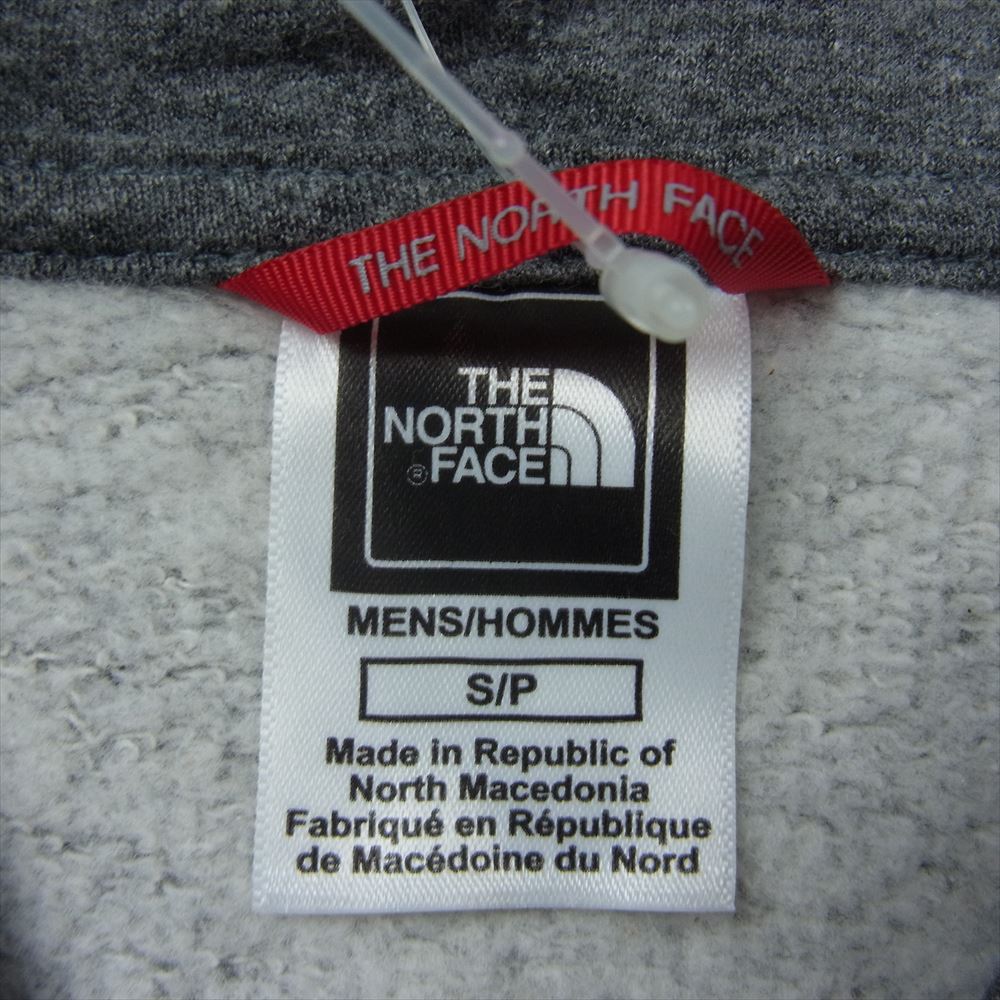 THE NORTH FACE
THE
NORTH
® FACE
MENS/HOMMES
S/P
Made in Republic of
North Macedonia
Fabriqué en République
de Macédoine du Nord